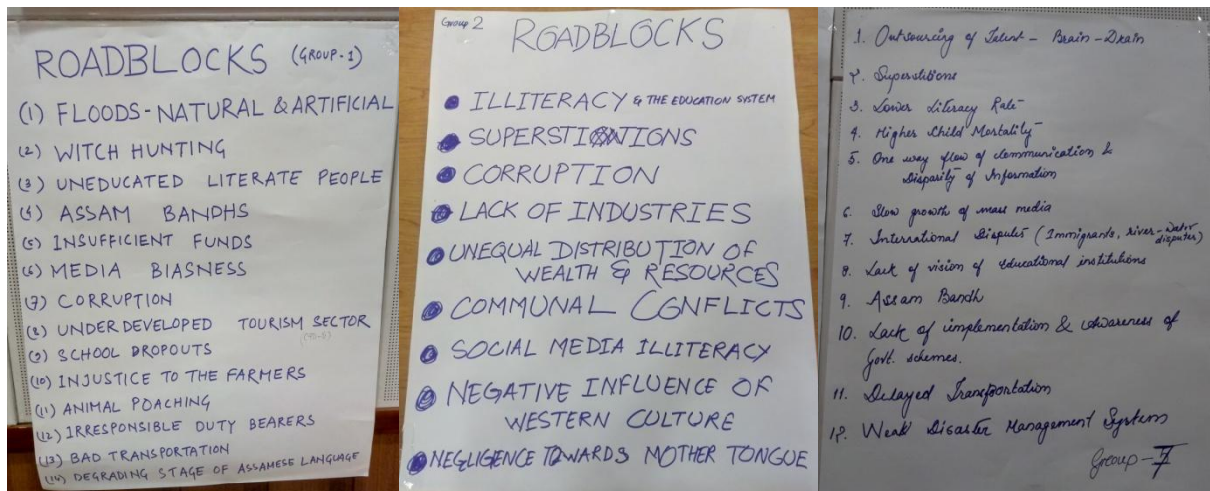 ROADBLOCKS (GROUP-1)
(1) FLOODS-NATURAL & ARTIFICIAL
(2) WITCH HUNTING
(3) UNEDUCATED LITERATE PEOPLE
(4) ASSAM BANDHS
(5) INSUFFICIENT FUNDS
(6) MEDIA BIASNESS
(7) CORRUPTION
(8) UNDERDEVELOPED TOURISM SECTOR
(9) SCHOOL DROPOUTS
(10) INJUSTICE TO THE FARMERS
(11) ANIMAL POACHING
(12) IRRESPONSIBLE DUTY BEARERS
(13) BAD TRANSPORTATION
(14) DEGRADING STAGE OF ASSAMESE LANGUAGE
Group 2
ROADBLOCKS
ILLITERACY & THE EDUCATION SYSTEM
SUPERSTITIONS
CORRUPTION
LACK OF INDUSTRIES
UNEQUAL DISTRIBUTION OF
WEALTH & RESOURCES
COMMUNAL CONFLICTS
SOCIAL MEDIA ILLITERACY
NEGATIVE INFLUENCE OF
WESTERN CULTURE
NEGLIGENCE TOWARDS MOTHER TONGUE
1. Outsourcing of Talent - Brain-Drain
2. Superstitions
3. Lower Literacy Rate
4. Higher Child Mortality
5. One way flow of Communication &
Disparity of Information
6. Slow growth of mass media
7. International Disputes (Immigrants, river-water
disputes)
8. Lack of vision of educational institutions
9. Assam Bandh
10. Lack of implementation & awareness of
Govt. schemes.
11. Delayed Transportation
12. Weak Disaster Management System
Group -